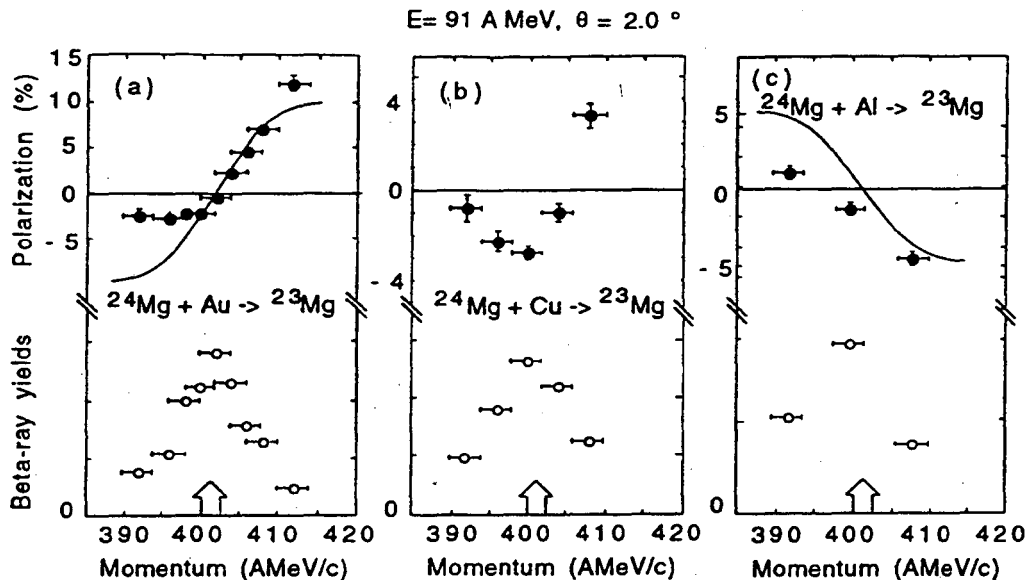 E= 91 A MeV, θ = 2.0 °
Polarization (%)
15
10
5
0
- 5
(a)
24Mg + Au -> 23Mg
4
0
- 4
(b)
24Mg + Cu -> 23Mg
5
0
- 5
(c)
24Mg + Al -> 23Mg
Beta-ray yields
0
0
0
390 400 410 420
390 400 410 420
390 400 410 420
Momentum (AMeV/c)
Momentum (AMeV/c)
Momentum (AMeV/c)